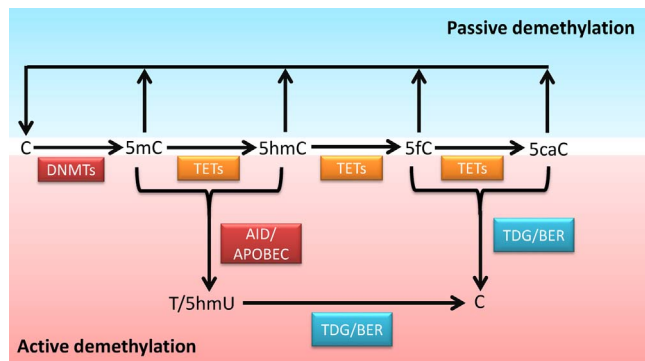 Passive demethylation
C 5mC 5hmC 5fC 5caC
DNMTs TETs TETs TETs
AID/
APOBEC
TDG/BER
T/5hmU C
TDG/BER
Active demethylation